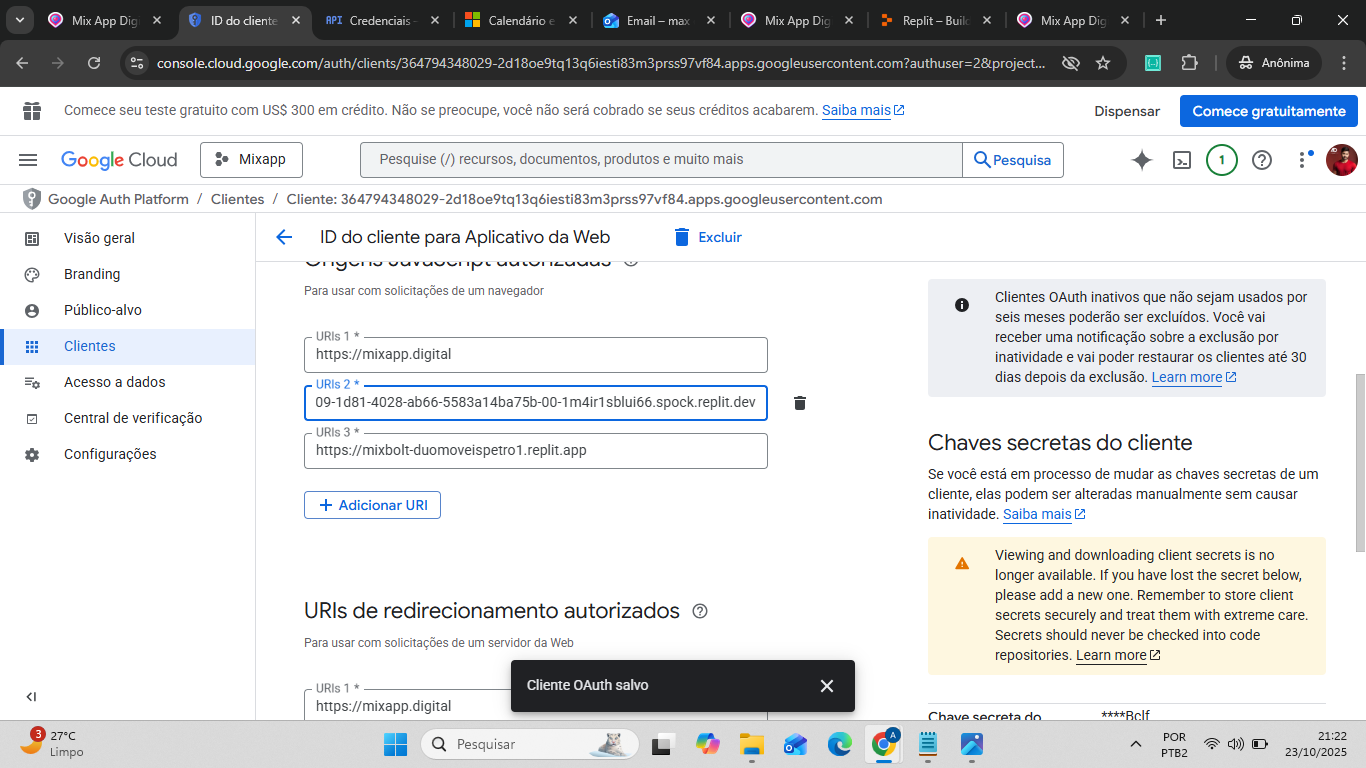 Mix App Dig
ID do cliente
API Credenciais –
Calendário e
Email – max
Mix App Dig
Replit – Build
Mix App Dig
console.cloud.google.com/auth/clients/364794348029-2d18oe9tq13q6iesti83m3prss97vf84.apps.googleusercontent.com?authuser=2&project...
Anônima
Comece seu teste gratuito com US$ 300 em crédito. Não se preocupe, você não será cobrado se seus créditos acabarem. Saiba mais
Dispensar
Comece gratuitamente
Google Cloud
Mixapp
Pesquise (/) recursos, documentos, produtos e muito mais
Pesquisa
1
Google Auth Platform / Clientes / Cliente: 364794348029-2d18oe9tq13q6iesti83m3prss97vf84.apps.googleusercontent.com
Visão geral
Branding
Público-alvo
Clientes
Acesso a dados
Central de verificação
Configurações
ID do cliente para Aplicativo da Web
Excluir
Origens JavaScript autorizadas
Para usar com solicitações de um navegador
URIs 1 *
https://mixapp.digital
URIs 2 *
09-1d81-4028-ab66-5583a14ba75b-00-1m4ir1sblui66.spock.replit.dev
URIs 3 *
https://mixbolt-duomoveispetro1.replit.app
Adicionar URI
URIs de redirecionamento autorizados
Para usar com solicitações de um servidor da Web
URIs 1 *
https://mixapp.digital
Cliente OAuth salvo
Clientes OAuth inativos que não sejam usados por
seis meses poderão ser excluídos. Você vai
receber uma notificação sobre a exclusão por
inatividade e vai poder restaurar os clientes até 30
dias depois da exclusão. Learn more
Chaves secretas do cliente
Se você está em processo de mudar as chaves secretas de um
cliente, elas podem ser alteradas manualmente sem causar
inatividade. Saiba mais
Viewing and downloading client secrets is no
longer available. If you have lost the secret below,
please add a new one. Remember to store client
secrets securely and treat them with extreme care.
Secrets should never be checked into code
repositories. Learn more
Chave secreta do
****Bclf
3
27°C
Limpo
Pesquisar
A
POR
PTB2
21:22
23/10/2025